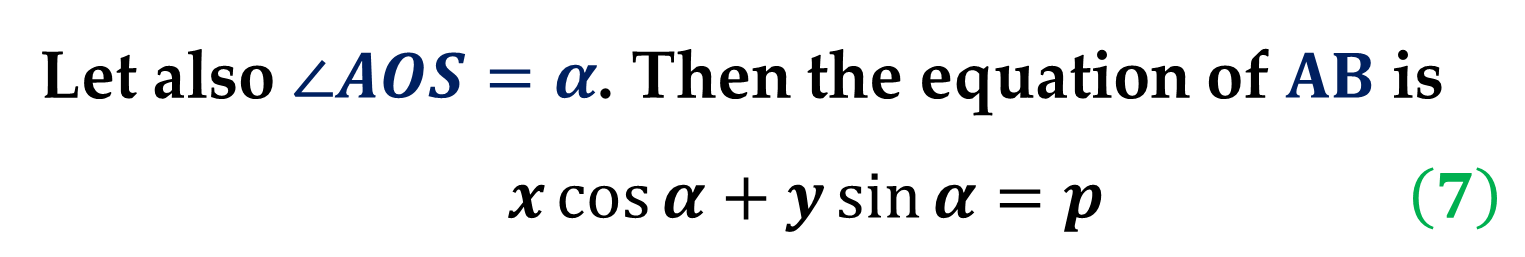 Let also ∠AOS = α. Then the equation of AB is
x cos α + y sin α = p (7)